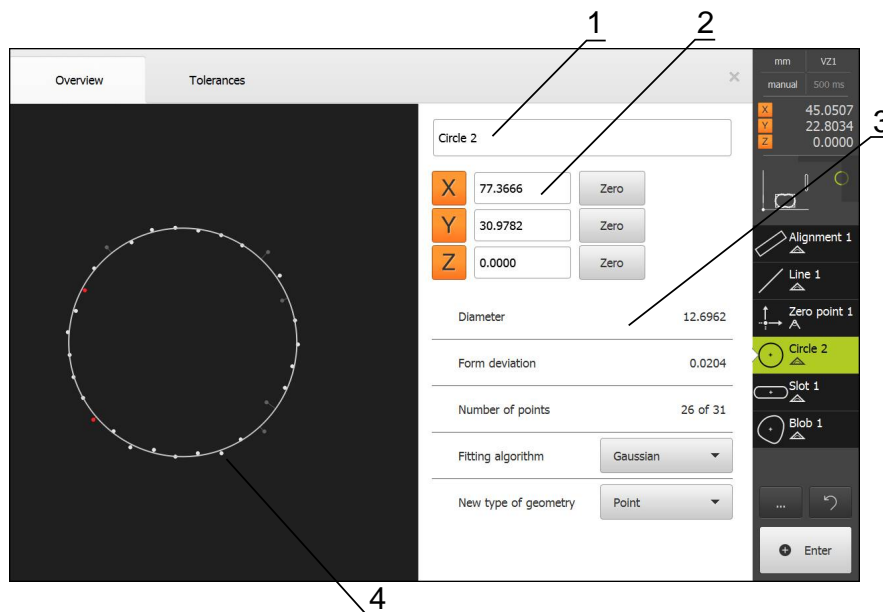 1 2
Overview Tolerances ×
mm VZ1
manual 500 ms
X 45.0507
Y 22.8034
Z 0.0000
3
Circle 2
X 77.3666 Zero
Y 30.9782 Zero
Z 0.0000 Zero
Diameter 12.6962
Form deviation 0.0204
Number of points 26 of 31
Fitting algorithm Gaussian
New type of geometry Point
Alignment 1
Line 1
Zero point 1
Circle 2
Slot 1
Blob 1
...
Enter
4